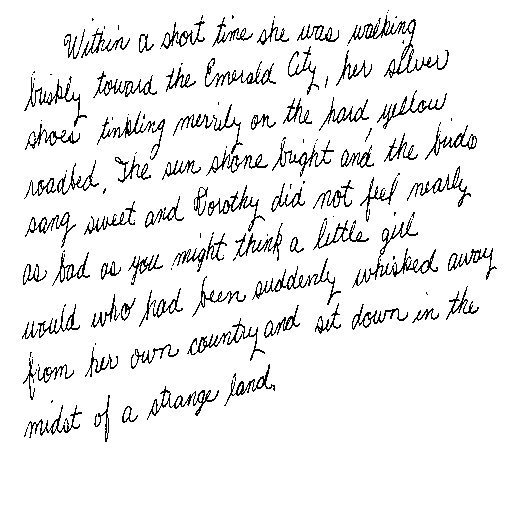 Within a short time she was walking
briskly toward the Emerald City, her silver
shoes tinkling merrily on the hard, yellow
roadbed. The sun shone bright and the birds
sang sweet and Dorothy did not feel nearly
as bad as you might think a little girl
would who had been suddenly whisked away
from her own country and set down in the
midst of a strange land.